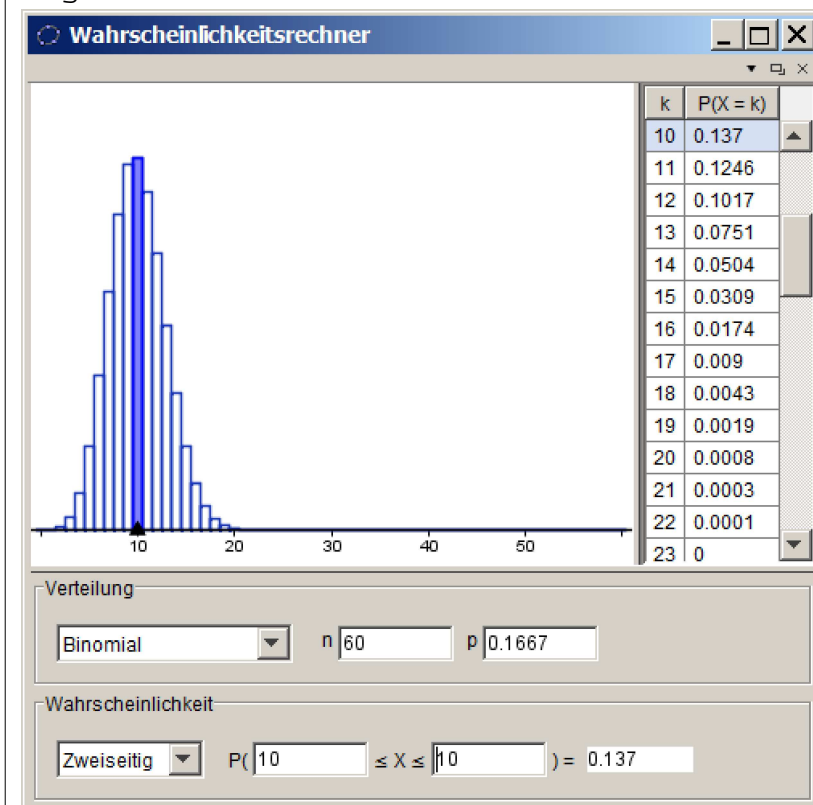 Wahrscheinlichkeitsrechner
k P(X = k)
10 0.137
11 0.1246
12 0.1017
13 0.0751
14 0.0504
15 0.0309
16 0.0174
17 0.009
18 0.0043
19 0.0019
20 0.0008
21 0.0003
22 0.0001
23 0
10 20 30 40 50
Verteilung
Binomial n 60 p 0.1667
Wahrscheinlichkeit
Zweiseitig P( 10 ≤ X ≤ 10 ) = 0.137